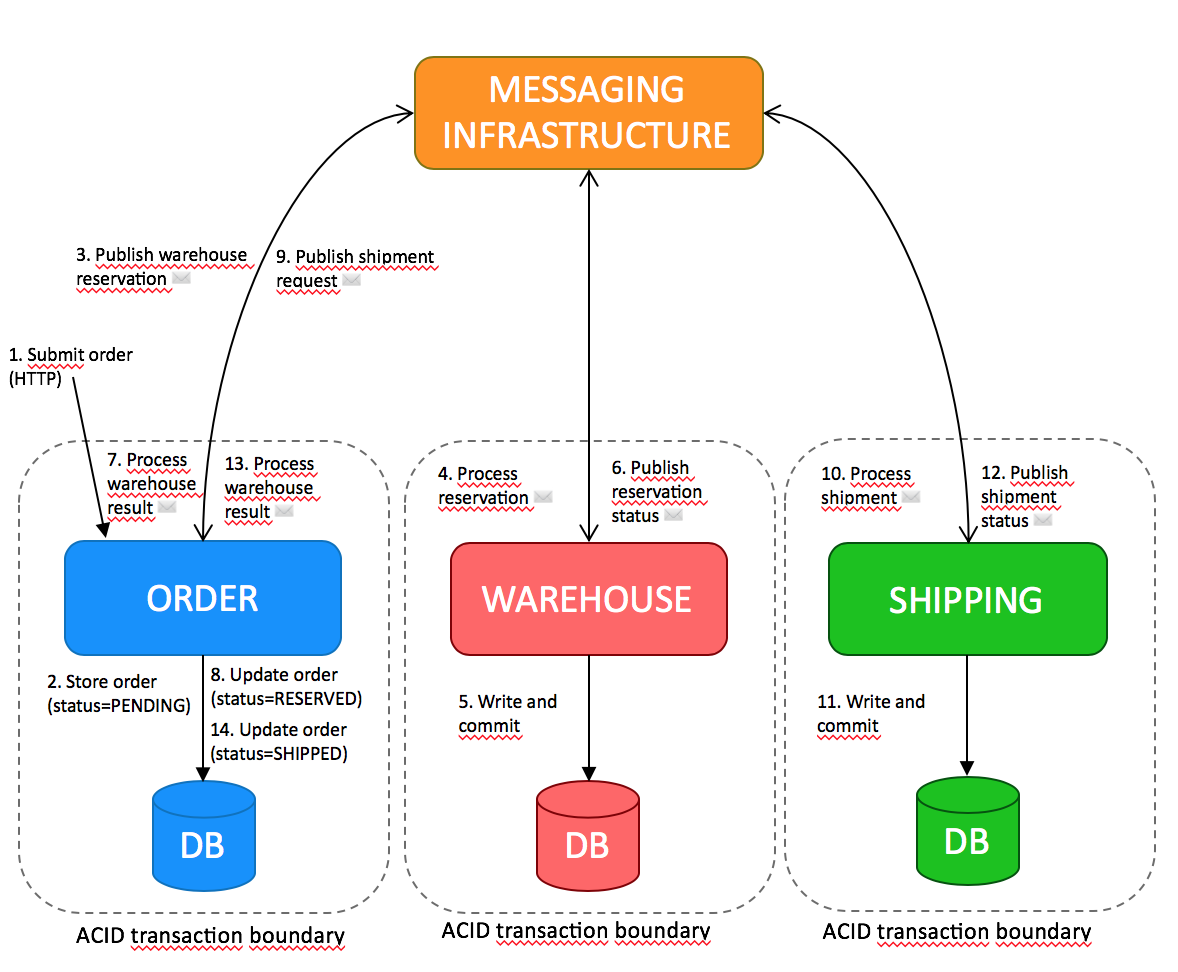 MESSAGING
INFRASTRUCTURE
3. Publish warehouse
reservation
9. Publish shipment
request
1. Submit order
(HTTP)
7. Process
warehouse
result
13. Process
warehouse
result
4. Process
reservation
6. Publish
reservation
status
10. Process
shipment
12. Publish
shipment
status
ORDER
WAREHOUSE
SHIPPING
2. Store order
(status=PENDING)
8. Update order
(status=RESERVED)
14. Update order
(status=SHIPPED)
5. Write and
commit
11. Write and
commit
DB
DB
DB
ACID transaction boundary
ACID transaction boundary
ACID transaction boundary